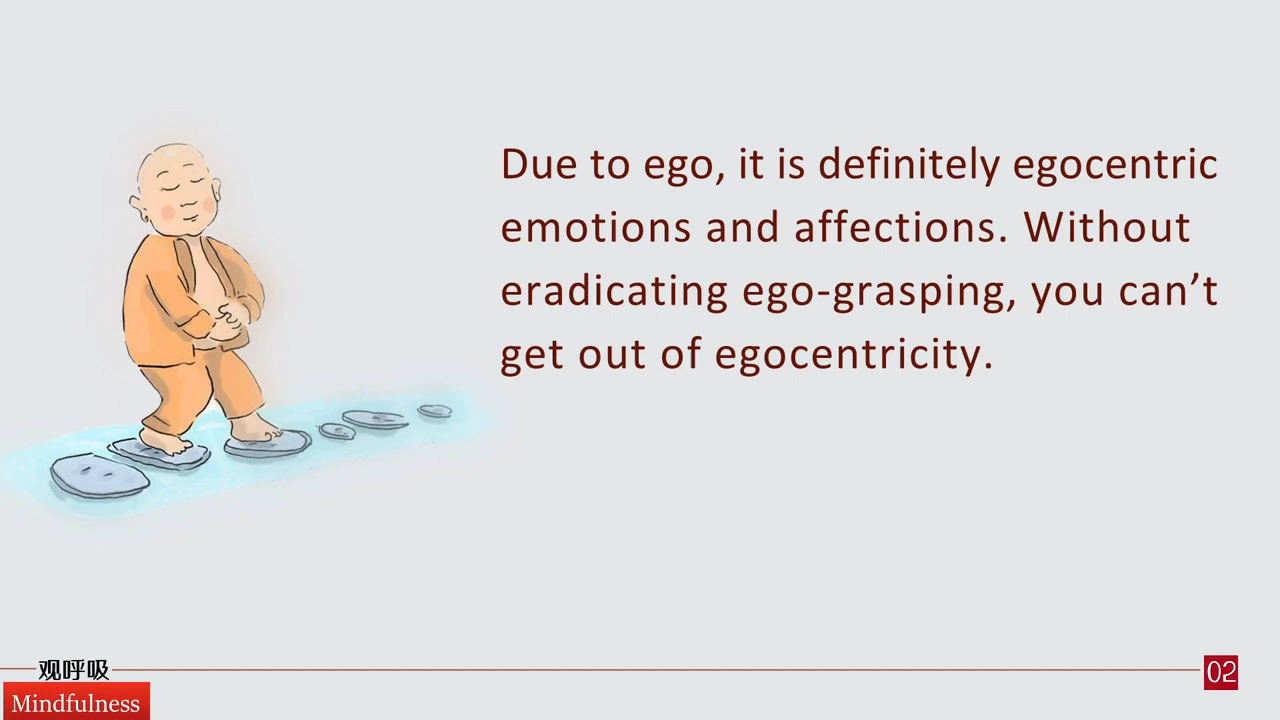 Due to ego, it is definitely egocentric
emotions and affections. Without
eradicating ego-grasping, you can’t
get out of egocentricity.
观呼吸
02
Mindfulness